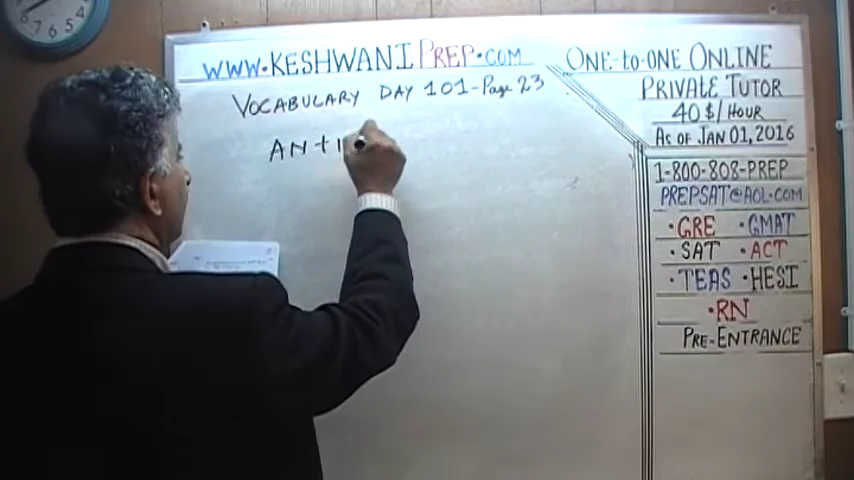 WWW.KESHWANIPREP.COM
VOCABULARY DAY 101-Page 23
ANTI
ONE-to-ONE ONLINE
PRIVATE TUTOR
40$/HOUR
AS OF JAN 01,2016
1-800-808-PREP
PREPSAT@AOL.COM
•GRE •GMAT
•SAT •ACT
•TEAS •HESI
•RN
PRE-ENTRANCE